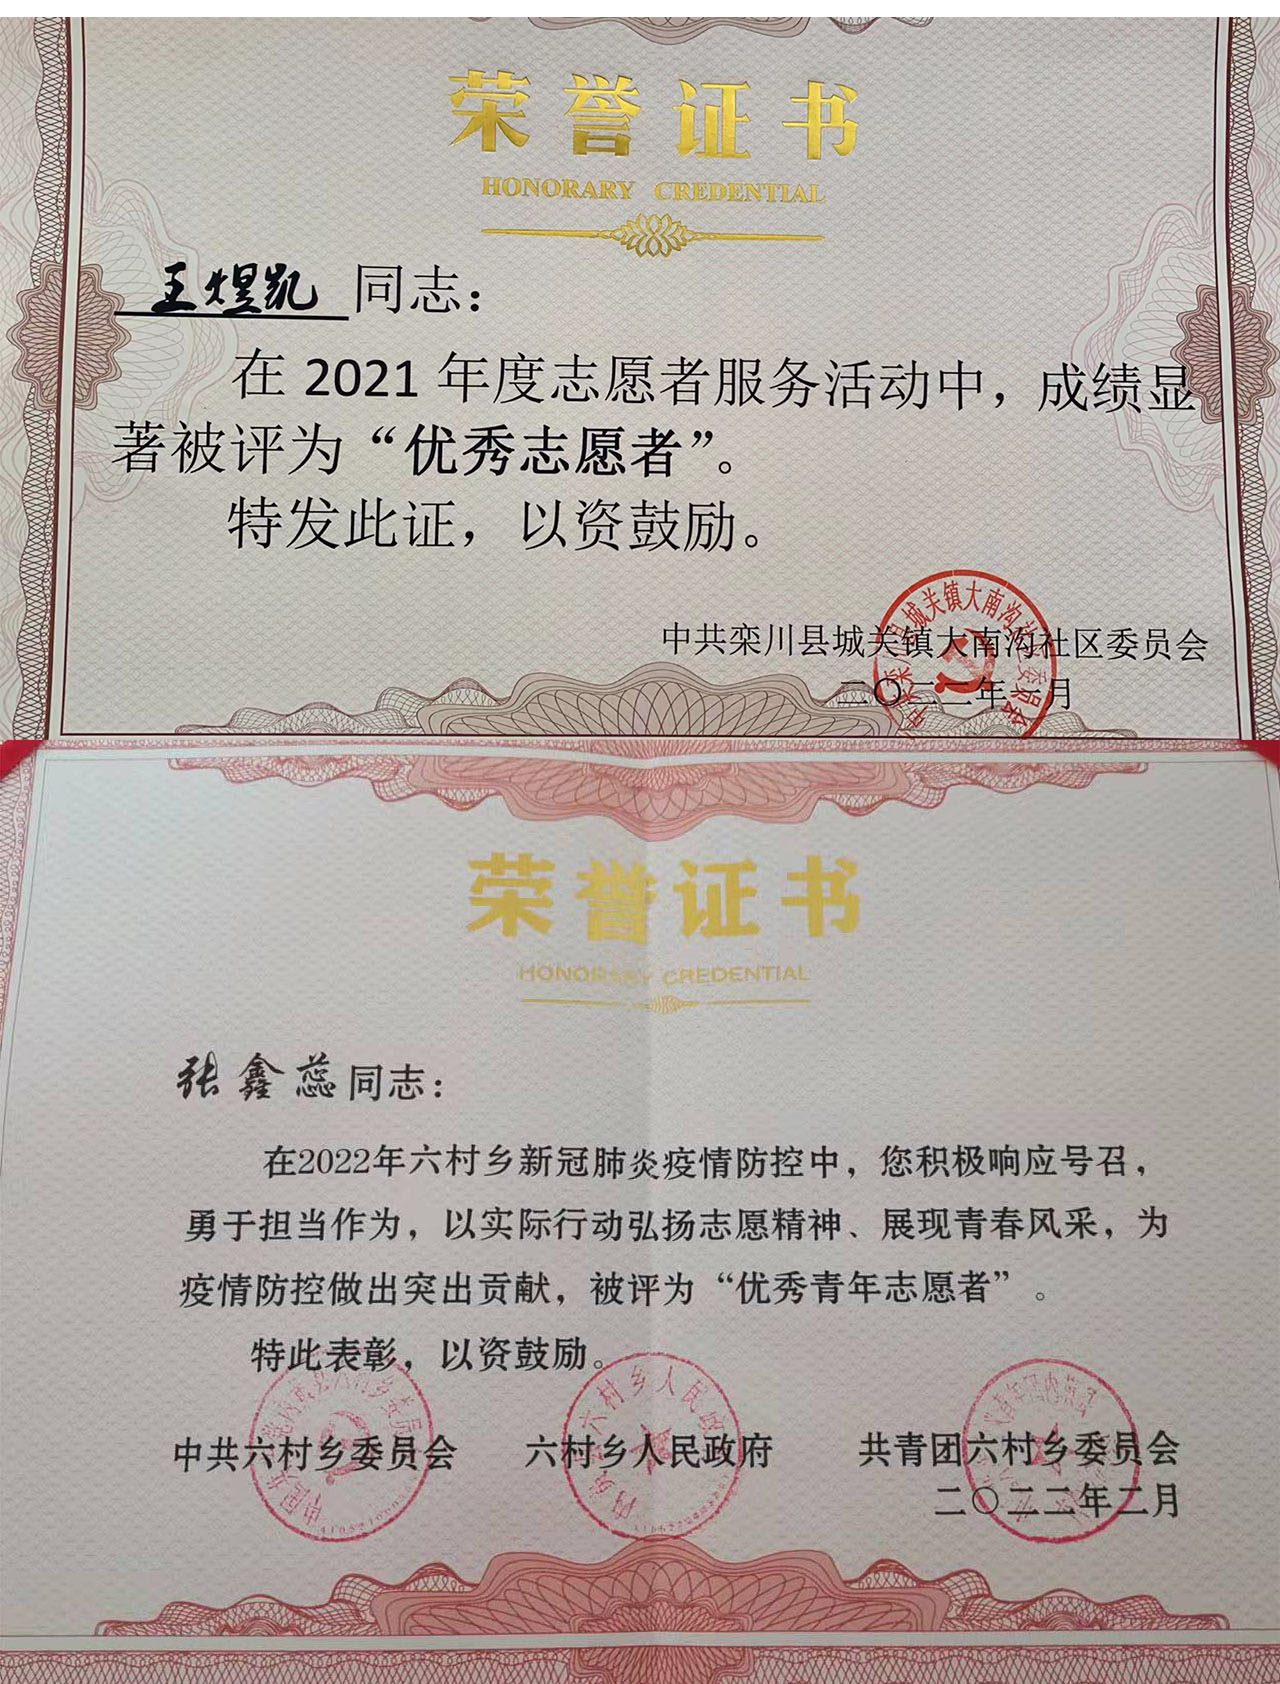 荣誉证书
HONORARY CREDENTIAL
王煜凯 同志：
在 2021 年度志愿者服务活动中，成绩显
著被评为“优秀志愿者”。
特发此证，以资鼓励。
中共栾川县城关镇大南沟社区委员会
二〇二二年一月
荣誉证书
HONORARY CREDENTIAL
张鑫蕊同志：
在2022年六村乡新冠肺炎疫情防控中，您积极响应号召，
勇于担当作为，以实际行动弘扬志愿精神、展现青春风采，为
疫情防控做出突出贡献，被评为“优秀青年志愿者”。
特此表彰，以资鼓励。
中共六村乡委员会 六村乡人民政府 共青团六村乡委员会
二〇二二年二月